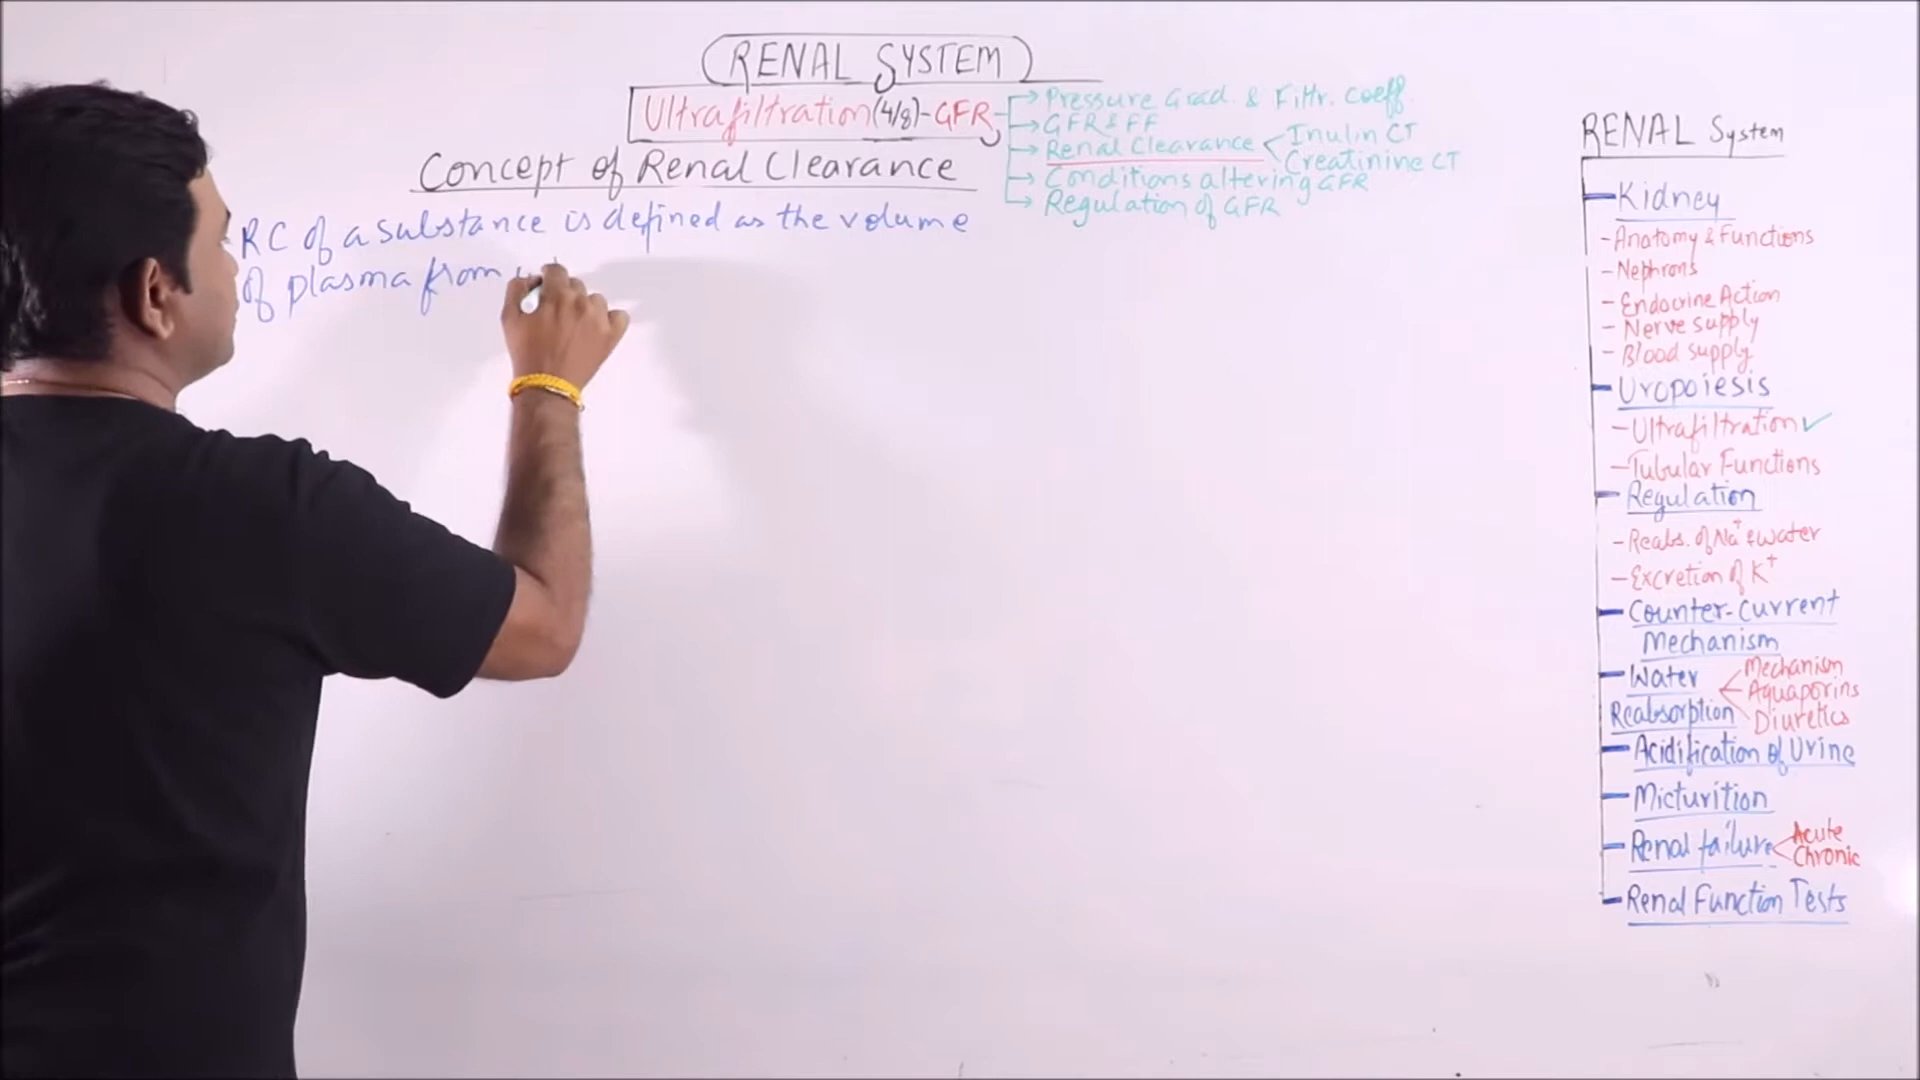 RENAL SYSTEM
Ultrafiltration (4/8) - GFR
→ Pressure Grad. & Filtr. coeff.
→ GFR & FF
→ Renal Clearance < Inulin CT
Creatinine CT
→ Conditions altering GFR
→ Regulation of GFR
Concept of Renal Clearance
RC of a substance is defined as the volume
of plasma from
RENAL System
Kidney
- Anatomy & Functions
- Nephrons
- Endocrine Action
- Nerve supply
- Blood supply
Uropoiesis
- Ultrafiltration ✓
- Tubular Functions
Regulation
- Reabs. of Na⁺ & water
- Excretion of K⁺
Counter-current
Mechanism
Water
Reabsorption
Mechanism
Aquaporins
Diuretics
Acidification of Urine
Micturition
Renal failure < Acute
Chronic
Renal Function Tests